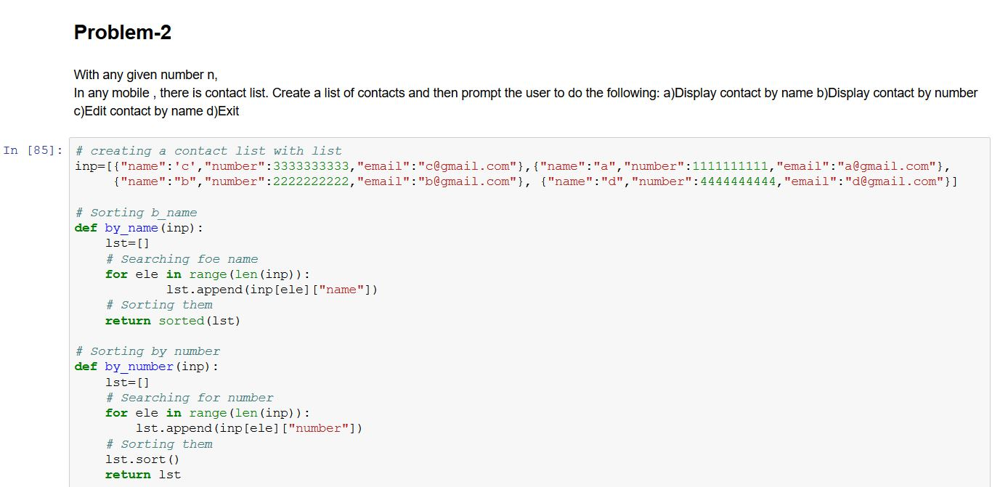 Problem-2
With any given number n,
In any mobile , there is contact list. Create a list of contacts and then prompt the user to do the following: a)Display contact by name b)Display contact by number
c)Edit contact by name d)Exit
In [85]:
# creating a contact list with list
inp=[{"name":'c',"number":3333333333,"email":"c@gmail.com"},{"name":"a","number":1111111111,"email":"a@gmail.com"},
     {"name":"b","number":2222222222,"email":"b@gmail.com"}, {"name":"d","number":4444444444,"email":"d@gmail.com"}]
# Sorting b_name
def by_name(inp):
    lst=[]
    # Searching foe name
    for ele in range(len(inp)):
            lst.append(inp[ele]["name"])
    # Sorting them
    return sorted(lst)
# Sorting by number
def by_number(inp):
    lst=[]
    # Searching for number
    for ele in range(len(inp)):
        lst.append(inp[ele]["number"])
    # Sorting them
    lst.sort()
    return lst